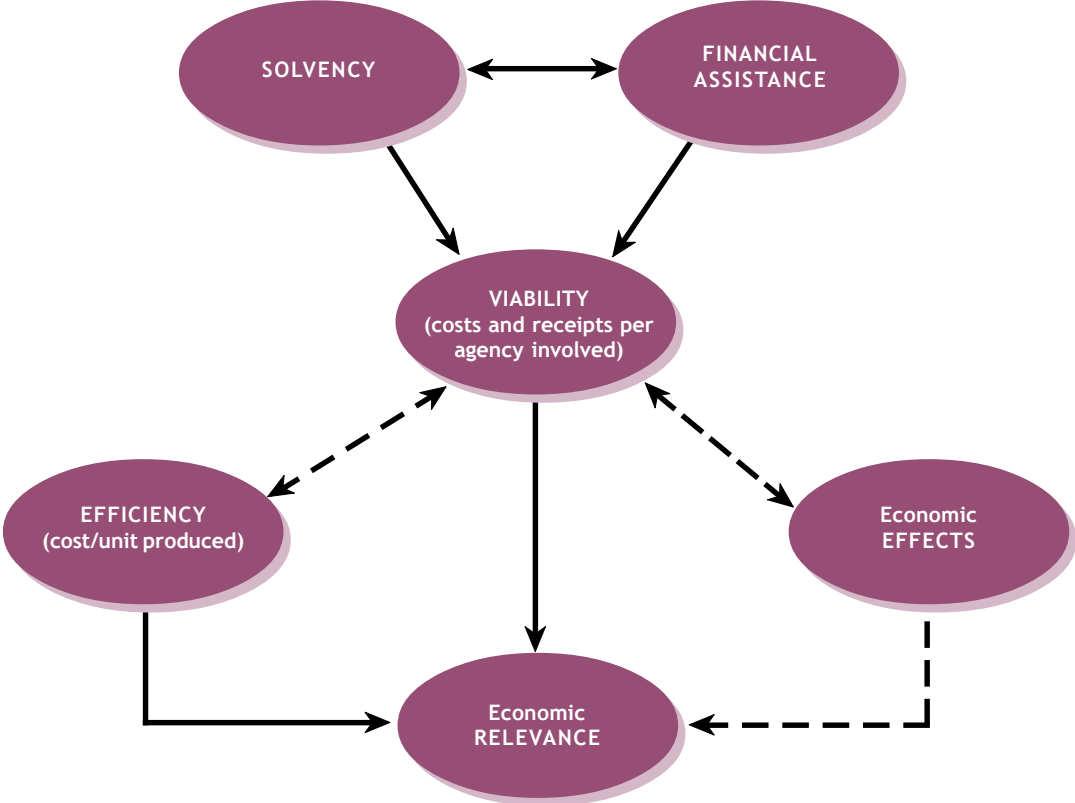 SOLVENCY
FINANCIAL
ASSISTANCE
VIABILITY
(costs and receipts per
agency involved)
EFFICIENCY
(cost/unit produced)
Economic
EFFECTS
Economic
RELEVANCE